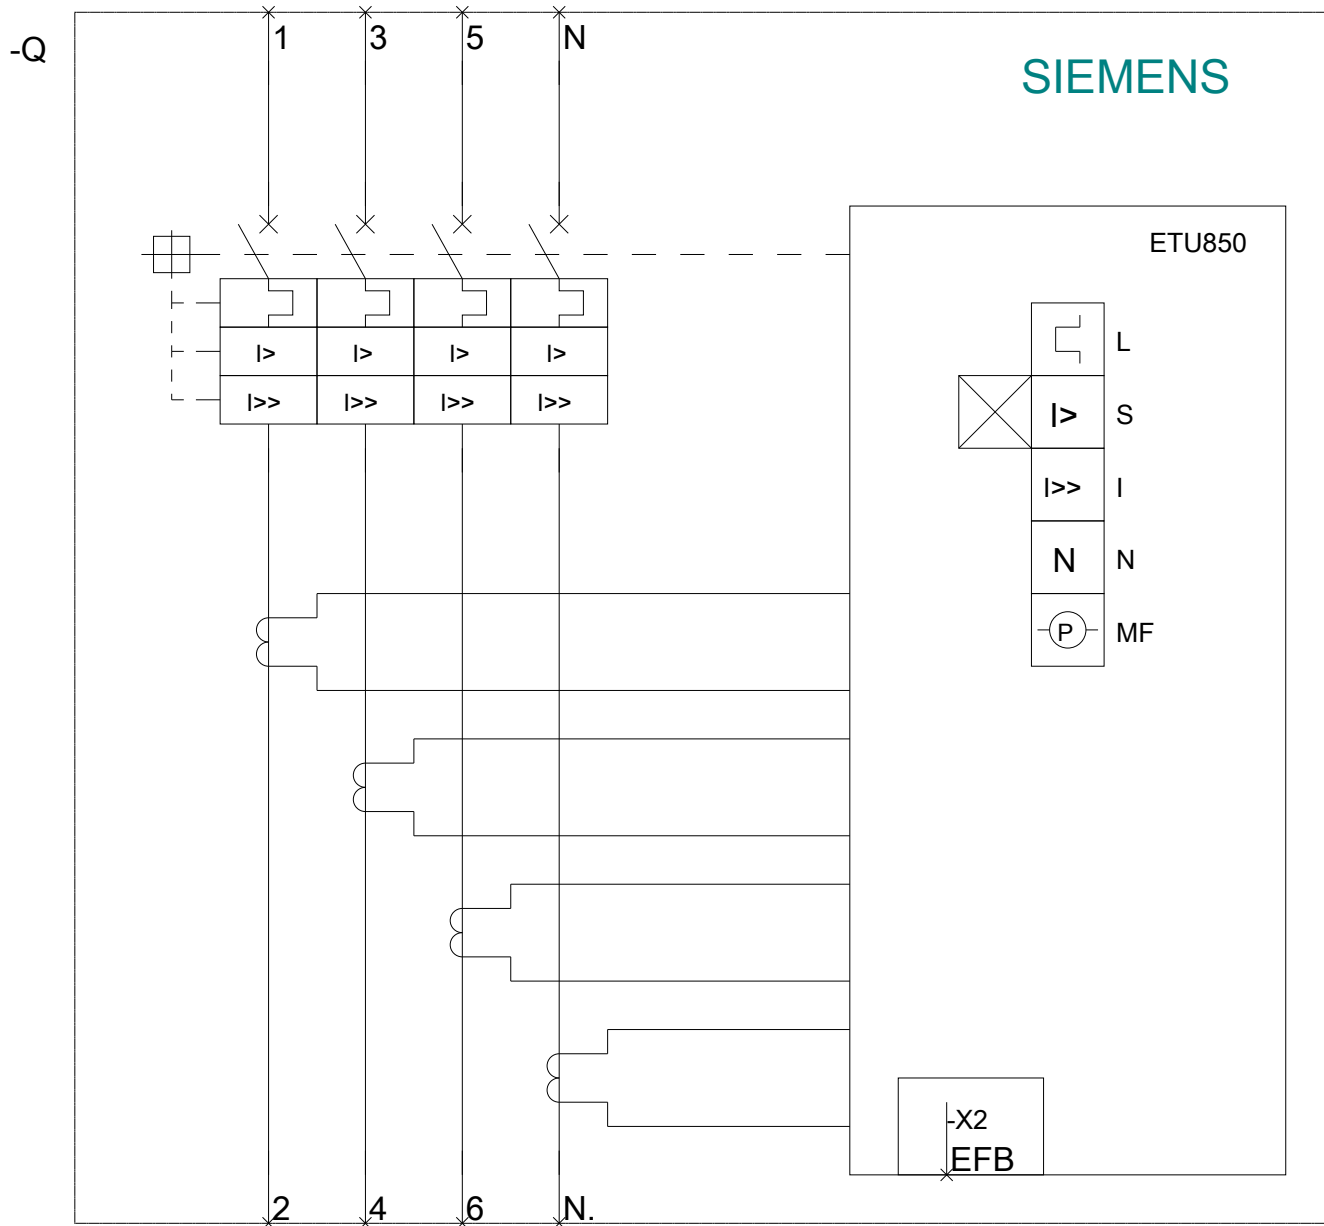 1 3 5 N
-Q
SIEMENS
ETU850
I> I> I> I>
I>> I>> I>> I>>
L
I> S
I>> I
N N
P MF
-X2
EFB
2 4 6 N.